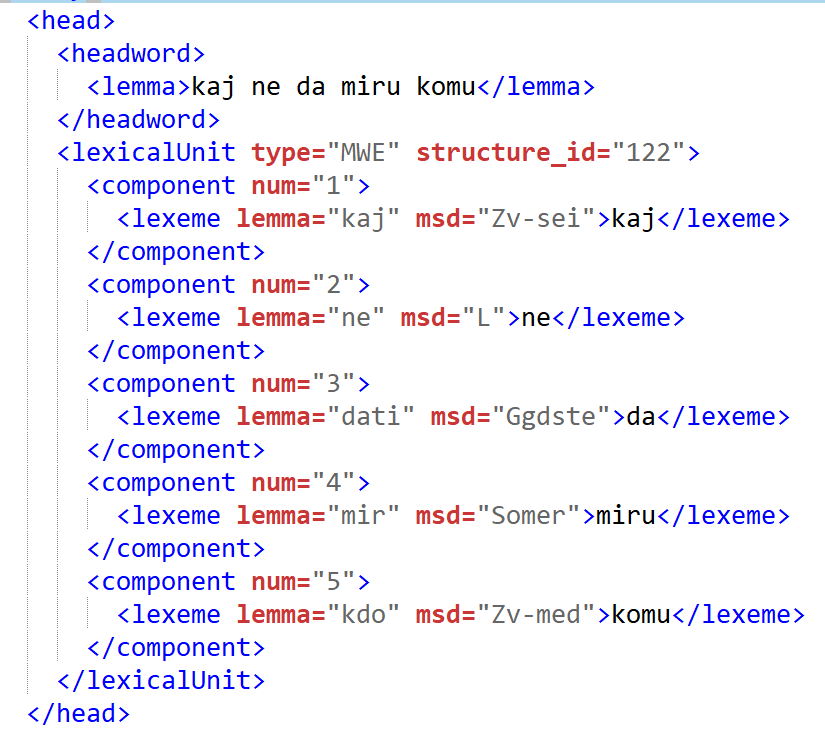 <head>
<headword>
<lemma>kaj ne da miru komu</lemma>
</headword>
<lexicalUnit type="MWE" structure_id="122">
<component num="1">
<lexeme lemma="kaj" msd="Zv-sei">kaj</lexeme>
</component>
<component num="2">
<lexeme lemma="ne" msd="L">ne</lexeme>
</component>
<component num="3">
<lexeme lemma="dati" msd="Ggdste">da</lexeme>
</component>
<component num="4">
<lexeme lemma="mir" msd="Somer">miru</lexeme>
</component>
<component num="5">
<lexeme lemma="kdo" msd="Zv-med">komu</lexeme>
</component>
</lexicalUnit>
</head>